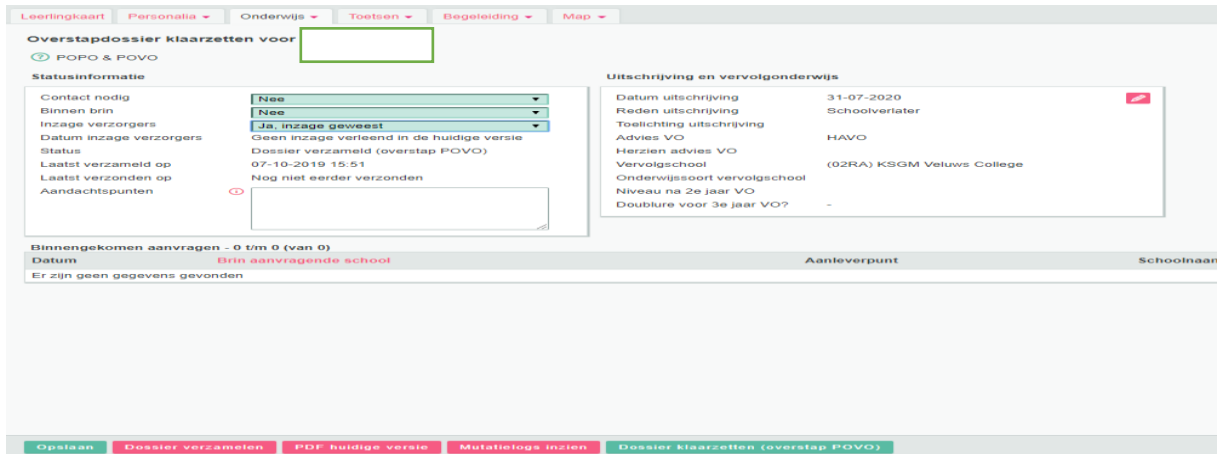 Leerlingkaart Personalia Onderwijs Toetsen Begeleiding Map
Overstapdossier klaarzetten voor
POPO & POVO
Statusinformatie
Contact nodig Nee
Binnen brin Nee
Inzage verzorgers Ja, inzage geweest
Datum inzage verzorgers Geen inzage verleend in de huidige versie
Status Dossier verzameld (overstap POVO)
Laatst verzameld op 07-10-2019 15:51
Laatst verzonden op Nog niet eerder verzonden
Aandachtspunten
Uitschrijving en vervolgonderwijs
Datum uitschrijving 31-07-2020
Reden uitschrijving Schoolverlater
Toelichting uitschrijving
Advies VO HAVO
Herzien advies VO
Vervolgschool (02RA) KSGM Veluws College
Onderwijssoort vervolgschool
Niveau na 2e jaar VO
Doublure voor 3e jaar VO? -
Binnengekomen aanvragen - 0 t/m 0 (van 0)
Datum Brin aanvragende school Aanleverpunt Schoolnaam
Er zijn geen gegevens gevonden
Opslaan Dossier verzamelen PDF huidige versie Mutatielogs inzien Dossier klaarzetten (overstap POVO)